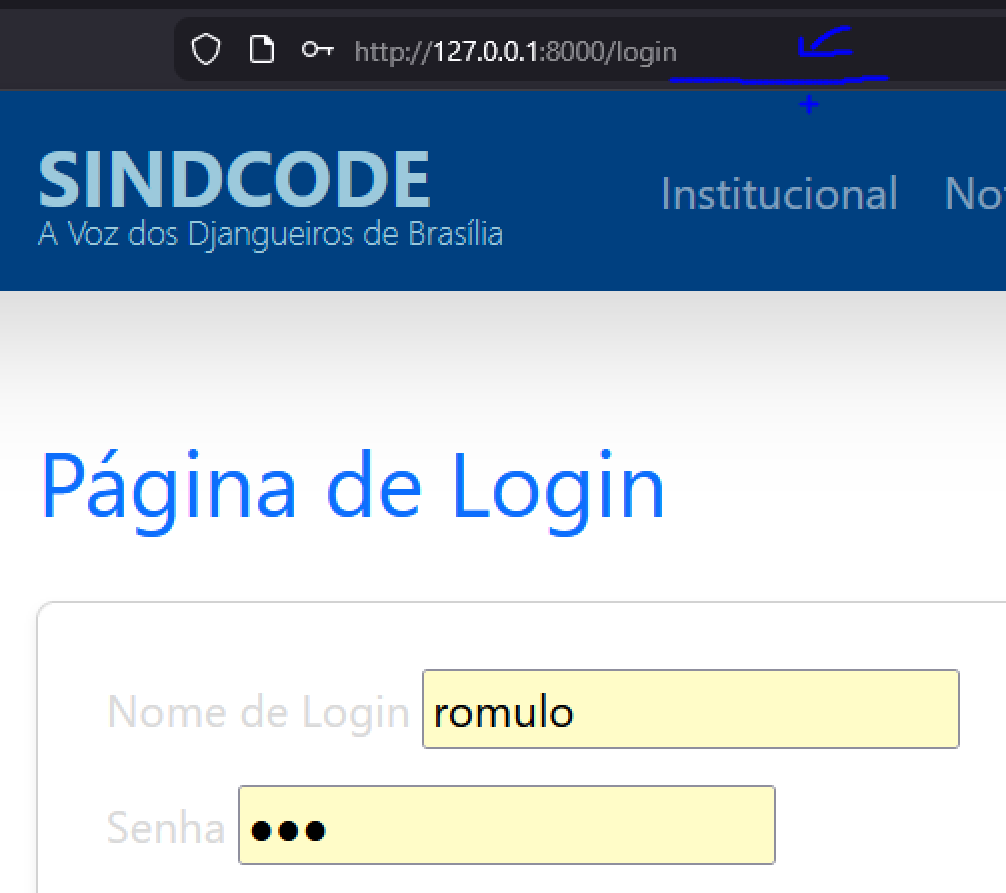 http://127.0.0.1:8000/login
SINDCODE
A Voz dos Djangueiros de Brasília
Institucional
Página de Login
Nome de Login romulo
Senha